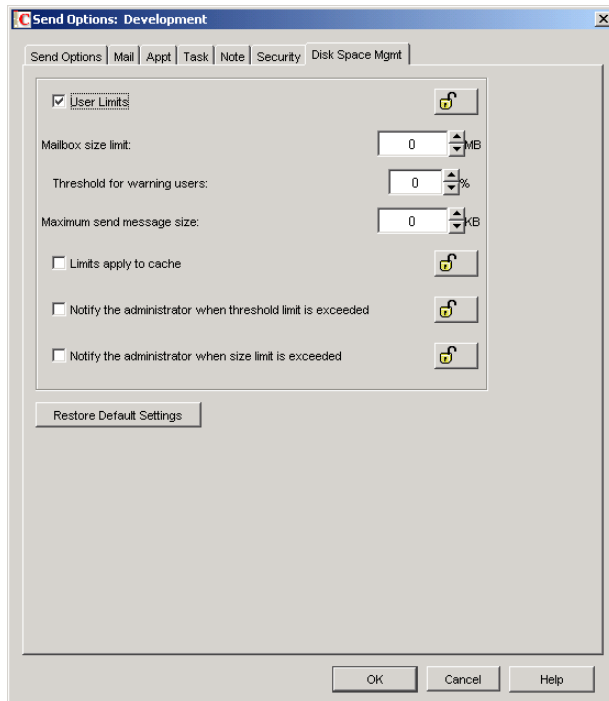 Send Options: Development
Send Options Mail Appt Task Note Security Disk Space Mgmt
User Limits
Mailbox size limit: 0 MB
Threshold for warning users: 0 %
Maximum send message size: 0 KB
Limits apply to cache
Notify the administrator when threshold limit is exceeded
Notify the administrator when size limit is exceeded
Restore Default Settings
OK Cancel Help